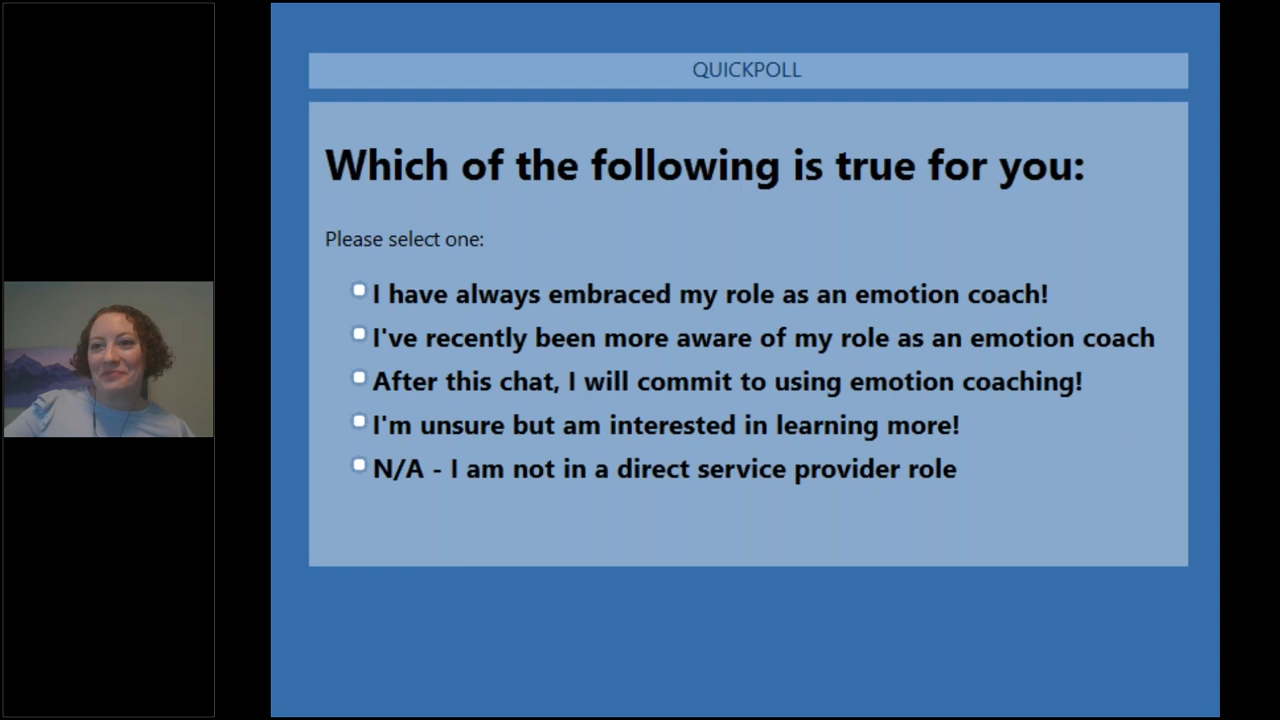 QUICKPOLL
Which of the following is true for you:
Please select one:
I have always embraced my role as an emotion coach!
I've recently been more aware of my role as an emotion coach
After this chat, I will commit to using emotion coaching!
I'm unsure but am interested in learning more!
N/A - I am not in a direct service provider role